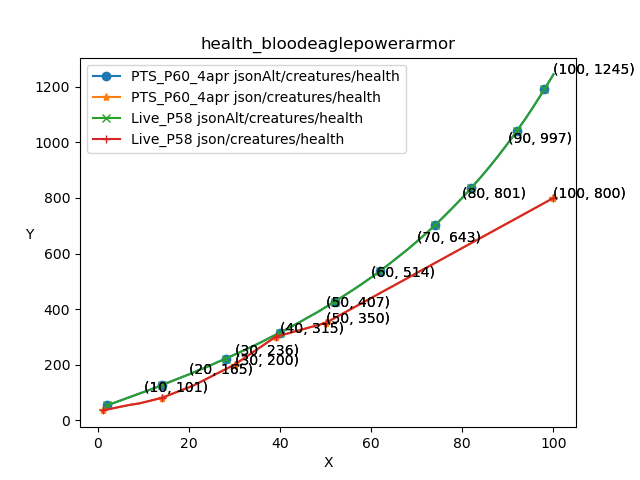 health_bloodeaglepowerarmor
PTS_P60_4apr jsonAlt/creatures/health
PTS_P60_4apr json/creatures/health
Live_P58 jsonAlt/creatures/health
Live_P58 json/creatures/health
(100, 1245)
(90, 997)
(80, 801)
(100, 800)
(70, 643)
(60, 514)
(50, 407)
(50, 350)
(40, 315)
(30, 236)
(30, 200)
(20, 165)
(10, 101)
Y
1200
1000
800
600
400
200
0
0 20 40 60 80 100
X